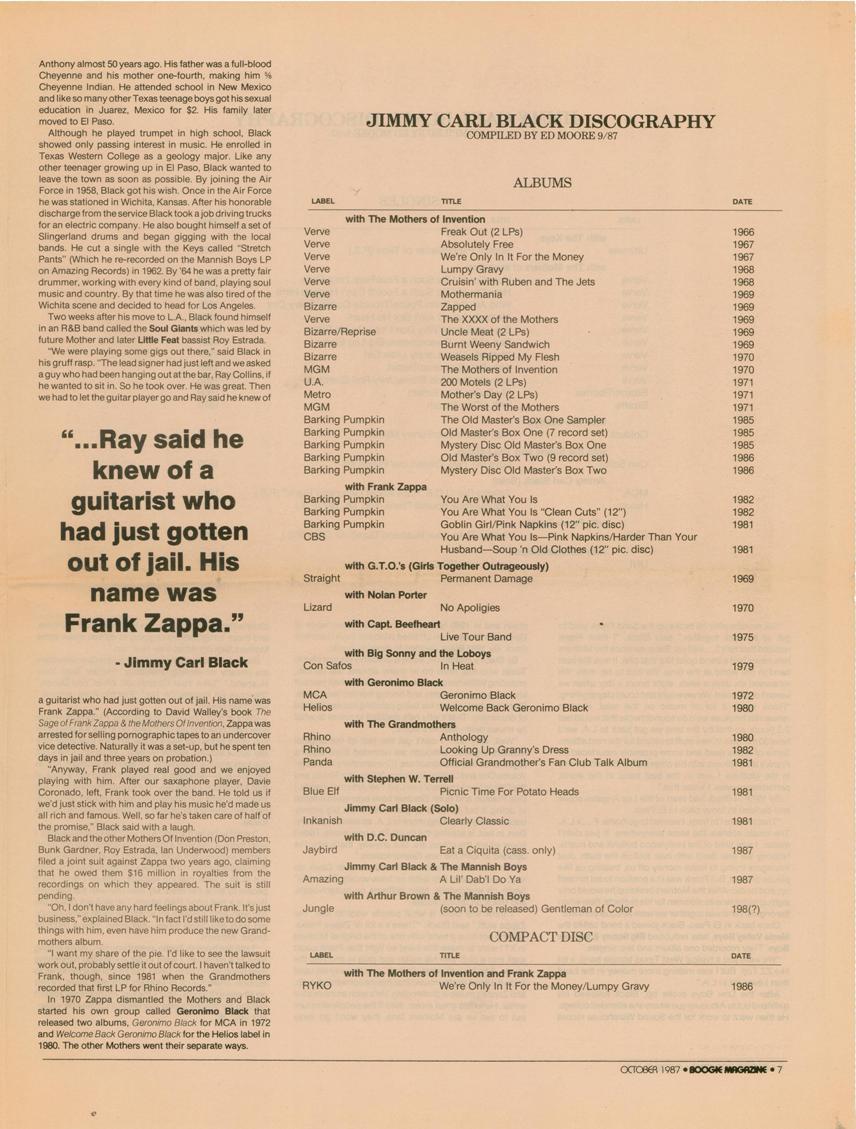 Anthony almost 50 years ago. His father was a full-blood
Cheyenne and his mother one-fourth, making him ⅝
Cheyenne Indian. He attended school in New Mexico
and like so many other Texas teenage boys got his sexual
education in Juarez, Mexico for $2. His family later
moved to El Paso.
Although he played trumpet in high school, Black
showed only passing interest in music. He enrolled in
Texas Western College as a geology major. Like any
other teenager growing up in El Paso, Black wanted to
leave the town as soon as possible. By joining the Air
Force in 1958, Black got his wish. Once in the Air Force
he was stationed in Wichita, Kansas. After his honorable
discharge from the service Black took a job driving trucks
for an electric company. He also bought himself a set of
Slingerland drums and began gigging with the local
bands. He cut a single with the Keys called "Stretch
Pants" (Which he re-recorded on the Mannish Boys LP
on Amazing Records) in 1962. By '64 he was a pretty fair
drummer, working with every kind of band, playing soul
music and country. By that time he was also tired of the
Wichita scene and decided to head for Los Angeles.
Two weeks after his move to L.A., Black found himself
in an R&B band called the Soul Giants which was led by
future Mother and later Little Feat bassist Roy Estrada.
"We were playing some gigs out there," said Black in
his gruff rasp. "The lead signer had just left and we asked
a guy who had been hanging out at the bar, Ray Collins, if
he wanted to sit in. So he took over. He was great. Then
we had to let the guitar player go and Ray said he knew of
"...Ray said he
knew of a
guitarist who
had just gotten
out of jail. His
name was
Frank Zappa."
- Jimmy Carl Black
a guitarist who had just gotten out of jail. His name was
Frank Zappa." (According to David Walley's book The
Sage of Frank Zappa & the Mothers Of Invention, Zappa was
arrested for selling pornographic tapes to an undercover
vice detective. Naturally it was a set-up, but he spent ten
days in jail and three years on probation.)
"Anyway, Frank played real good and we enjoyed
playing with him. After our saxaphone player, Davie
Coronado, left, Frank took over the band. He told us if
we'd just stick with him and play his music he'd made us
all rich and famous. Well, so far he's taken care of half of
the promise," Black said with a laugh.
Black and the other Mothers Of Invention (Don Preston,
Bunk Gardner, Roy Estrada, Ian Underwood) members
filed a joint suit against Zappa two years ago, claiming
that he owed them $16 million in royalties from the
recordings on which they appeared. The suit is still
pending.
"Oh, I don't have any hard feelings about Frank. It's just
business," explained Black. "In fact I'd still like to do some
things with him, even have him produce the new Grand-
mothers album.
"I want my share of the pie. I'd like to see the lawsuit
work out, probably settle it out of court. I haven't talked to
Frank, though, since 1981 when the Grandmothers
recorded that first LP for Rhino Records."
In 1970 Zappa dismantled the Mothers and Black
started his own group called Geronimo Black that
released two albums, Geronimo Black for MCA in 1972
and Welcome Back Geronimo Black for the Helios label in
1980. The other Mothers went their separate ways.
JIMMY CARL BLACK DISCOGRAPHY
COMPILED BY ED MOORE 9/87
ALBUMS
LABEL TITLE DATE
with The Mothers of Invention
Verve Freak Out (2 LPs) 1966
Verve Absolutely Free 1967
Verve We're Only In It For the Money 1967
Verve Lumpy Gravy 1968
Verve Cruisin' with Ruben and The Jets 1968
Verve Mothermania 1969
Bizarre Zapped 1969
Verve The XXXX of the Mothers 1969
Bizarre/Reprise Uncle Meat (2 LPs) 1969
Bizarre Burnt Weeny Sandwich 1969
Bizarre Weasels Ripped My Flesh 1970
MGM The Mothers of Invention 1970
U.A. 200 Motels (2 LPs) 1971
Metro Mother's Day (2 LPs) 1971
MGM The Worst of the Mothers 1971
Barking Pumpkin The Old Master's Box One Sampler 1985
Barking Pumpkin Old Master's Box One (7 record set) 1985
Barking Pumpkin Mystery Disc Old Master's Box One 1985
Barking Pumpkin Old Master's Box Two (9 record set) 1986
Barking Pumpkin Mystery Disc Old Master's Box Two 1986
with Frank Zappa
Barking Pumpkin You Are What You Is 1982
Barking Pumpkin You Are What You Is "Clean Cuts" (12") 1982
Barking Pumpkin Goblin Girl/Pink Napkins (12" pic. disc) 1981
CBS You Are What You Is—Pink Napkins/Harder Than Your
Husband—Soup 'n Old Clothes (12" pic. disc) 1981
with G.T.O.'s (Girls Together Outrageously)
Straight Permanent Damage 1969
with Nolan Porter
Lizard No Apoligies 1970
with Capt. Beefheart
Live Tour Band 1975
with Big Sonny and the Loboys
Con Safos In Heat 1979
with Geronimo Black
MCA Geronimo Black 1972
Helios Welcome Back Geronimo Black 1980
with The Grandmothers
Rhino Anthology 1980
Rhino Looking Up Granny's Dress 1982
Panda Official Grandmother's Fan Club Talk Album 1981
with Stephen W. Terrell
Blue Elf Picnic Time For Potato Heads 1981
Jimmy Carl Black (Solo)
Inkanish Clearly Classic 1981
with D.C. Duncan
Jaybird Eat a Ciquita (cass. only) 1987
Jimmy Carl Black & The Mannish Boys
Amazing A Lil' Dab'l Do Ya 1987
with Arthur Brown & The Mannish Boys
Jungle (soon to be released) Gentleman of Color 198(?)
COMPACT DISC
LABEL TITLE DATE
with The Mothers of Invention and Frank Zappa
RYKO We're Only In It For the Money/Lumpy Gravy 1986
OCTOBER 1987 • BOOGIE MAGAZINE • 7